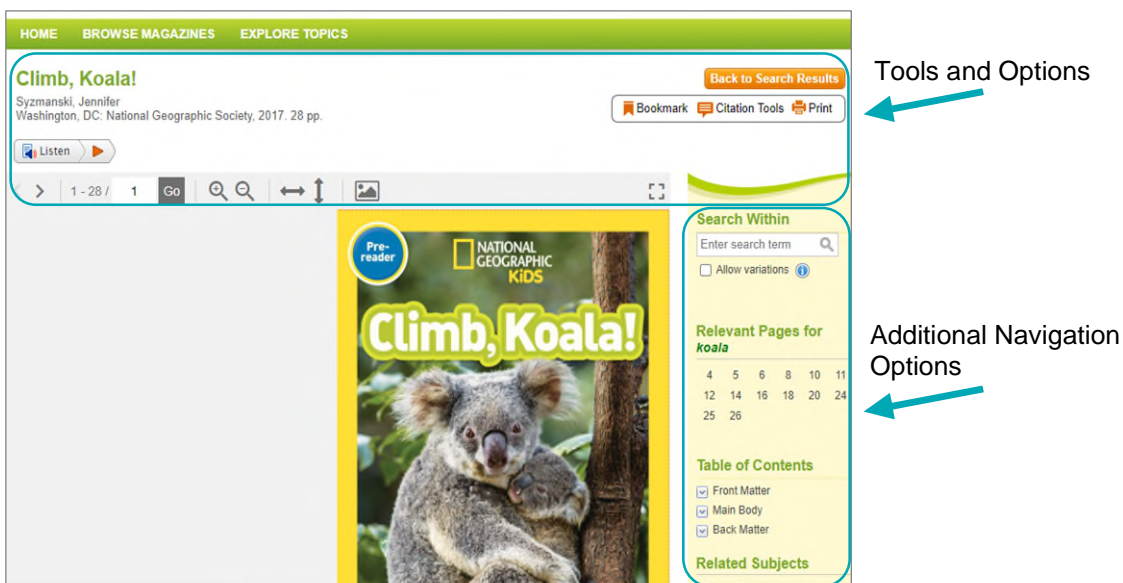 HOME BROWSE MAGAZINES EXPLORE TOPICS
Climb, Koala!
Syzmanski, Jennifer
Washington, DC: National Geographic Society, 2017. 28 pp.
Back to Search Results
Bookmark Citation Tools Print
Listen
1 - 28 / 1 Go
Tools and Options
Pre-
reader
NATIONAL
GEOGRAPHIC
KiDS
Climb, Koala!
Search Within
Enter search term
Allow variations
Relevant Pages for
koala
4 5 6 8 10 11
12 14 16 18 20 24
25 26
Table of Contents
Front Matter
Main Body
Back Matter
Related Subjects
Additional Navigation
Options